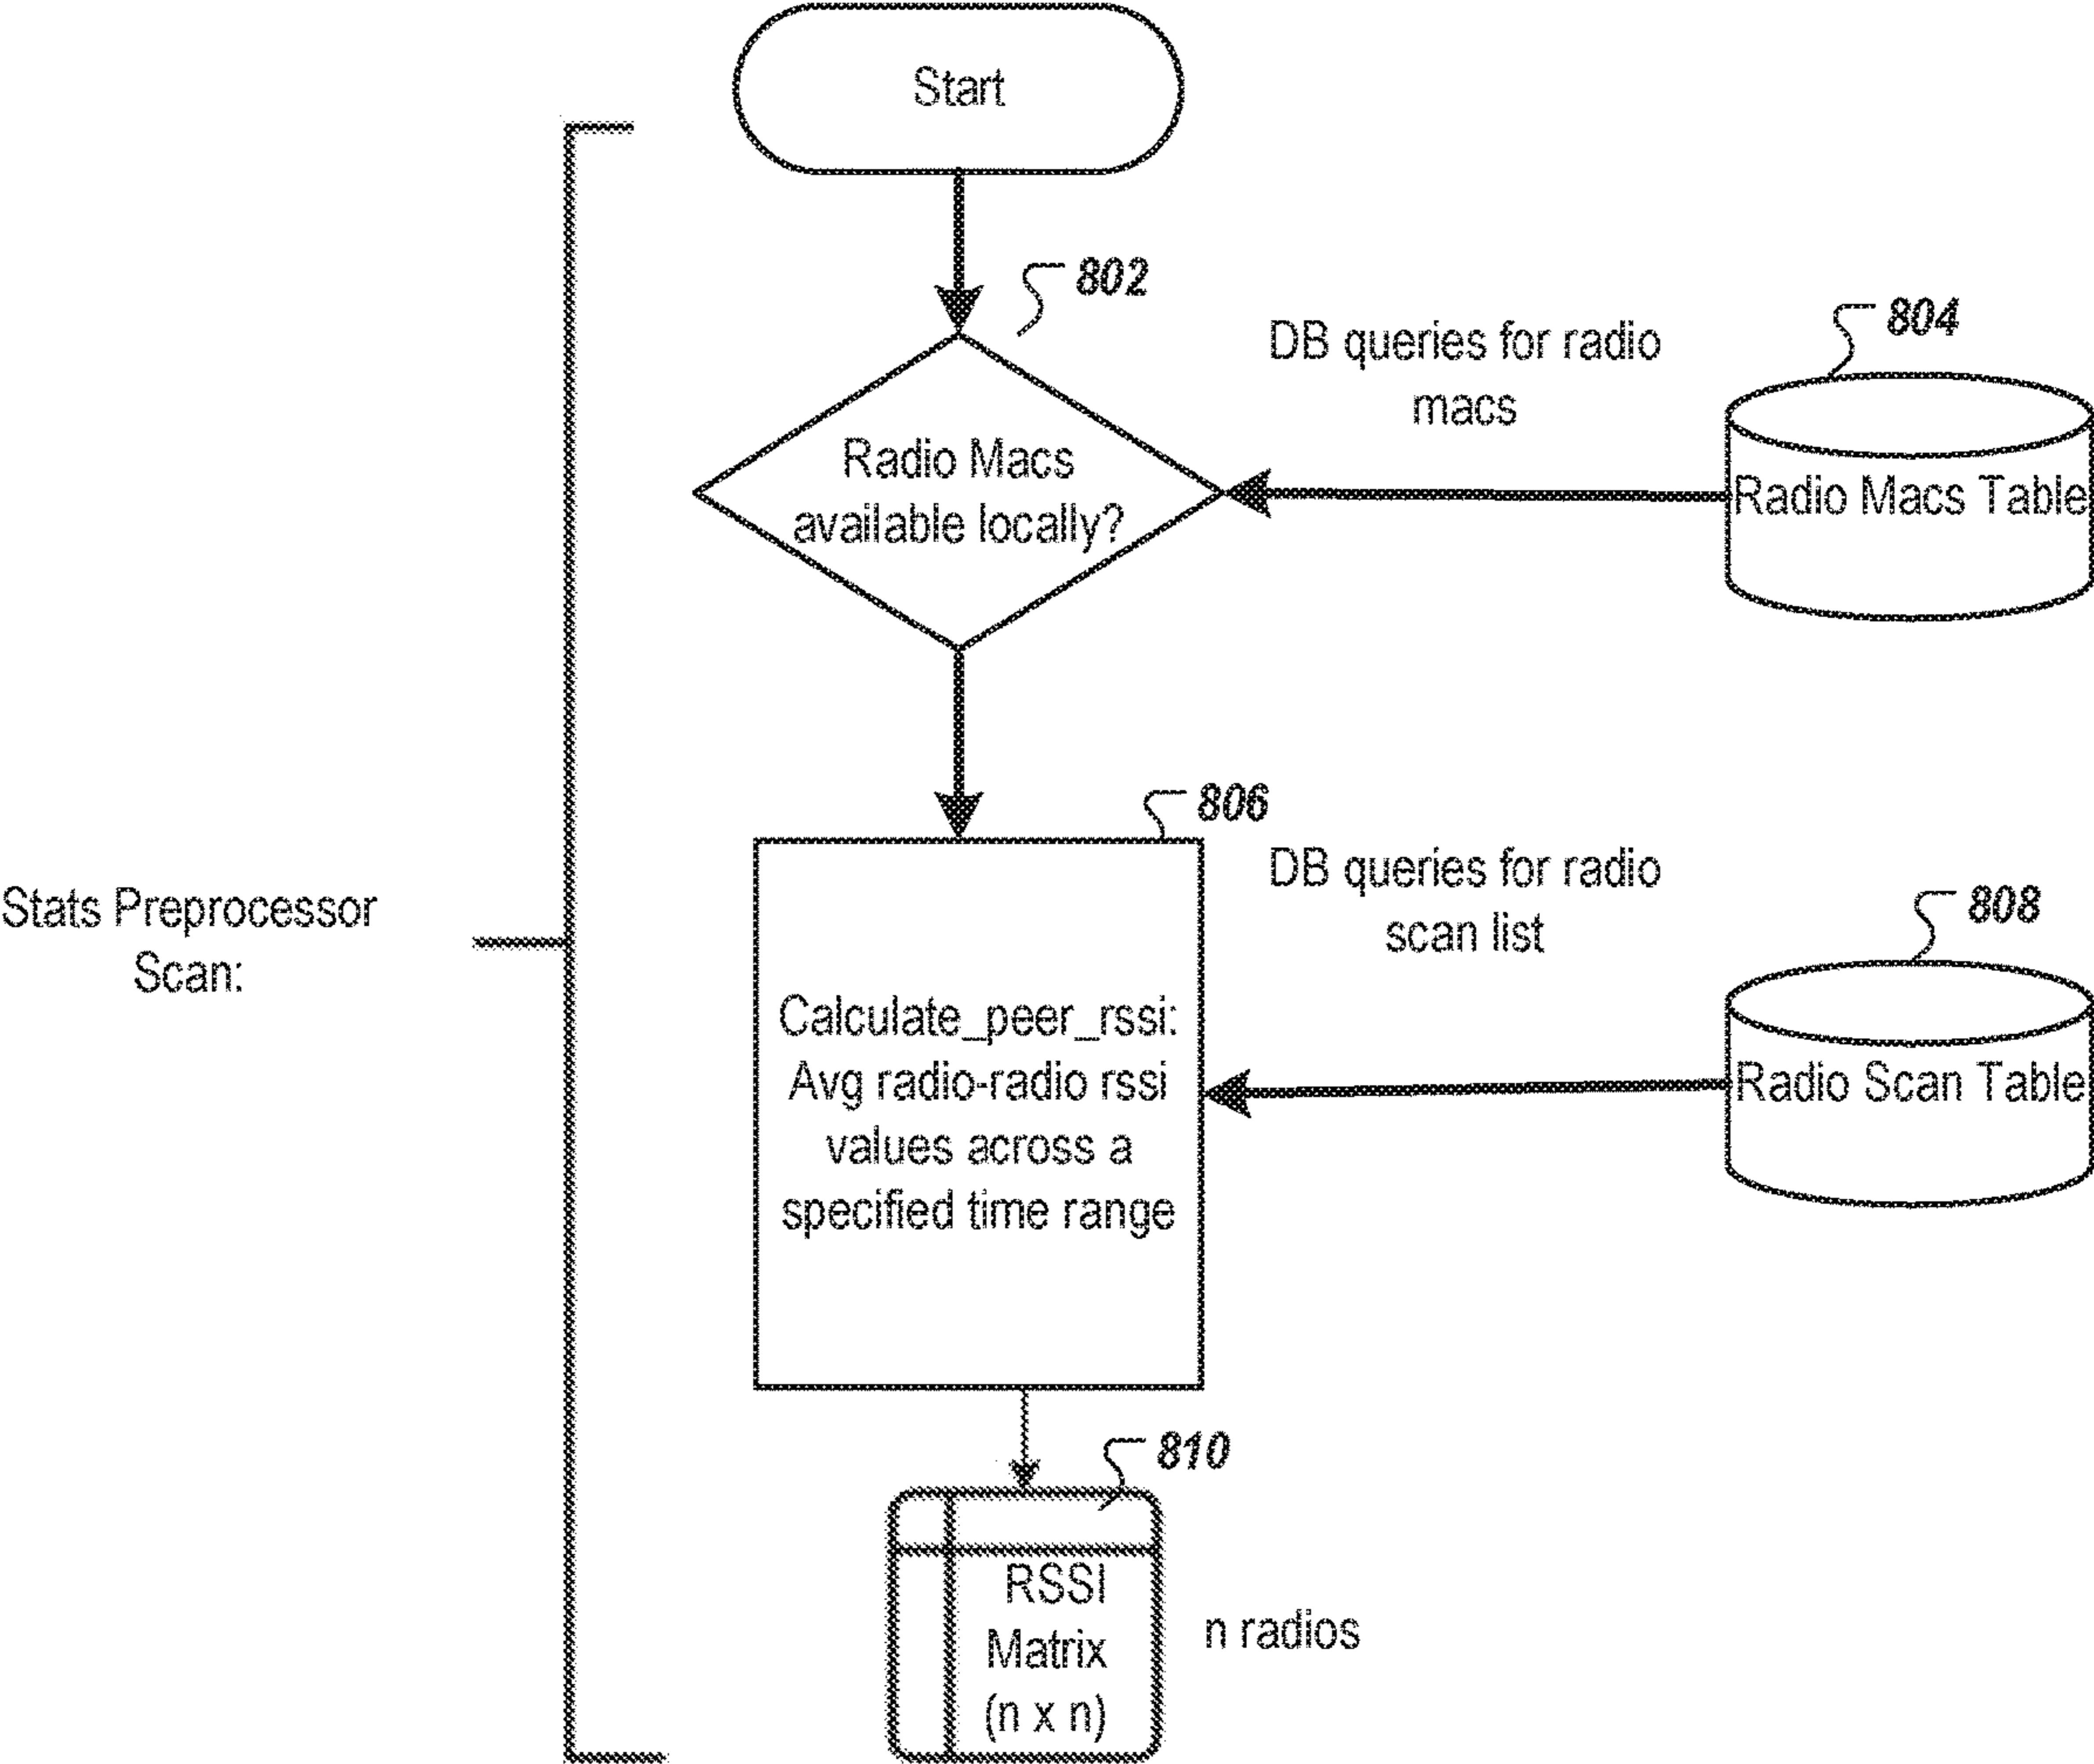 Start
802
DB queries for radio
macs
804
Radio Macs
available locally?
Radio Macs Table
806
DB queries for radio
scan list
808
Stats Preprocessor
Scan:
Calculate_peer_rssi:
Avg radio-radio rssi
values across a
specified time range
Radio Scan Table
810
RSSI
Matrix
(n x n)
n radios